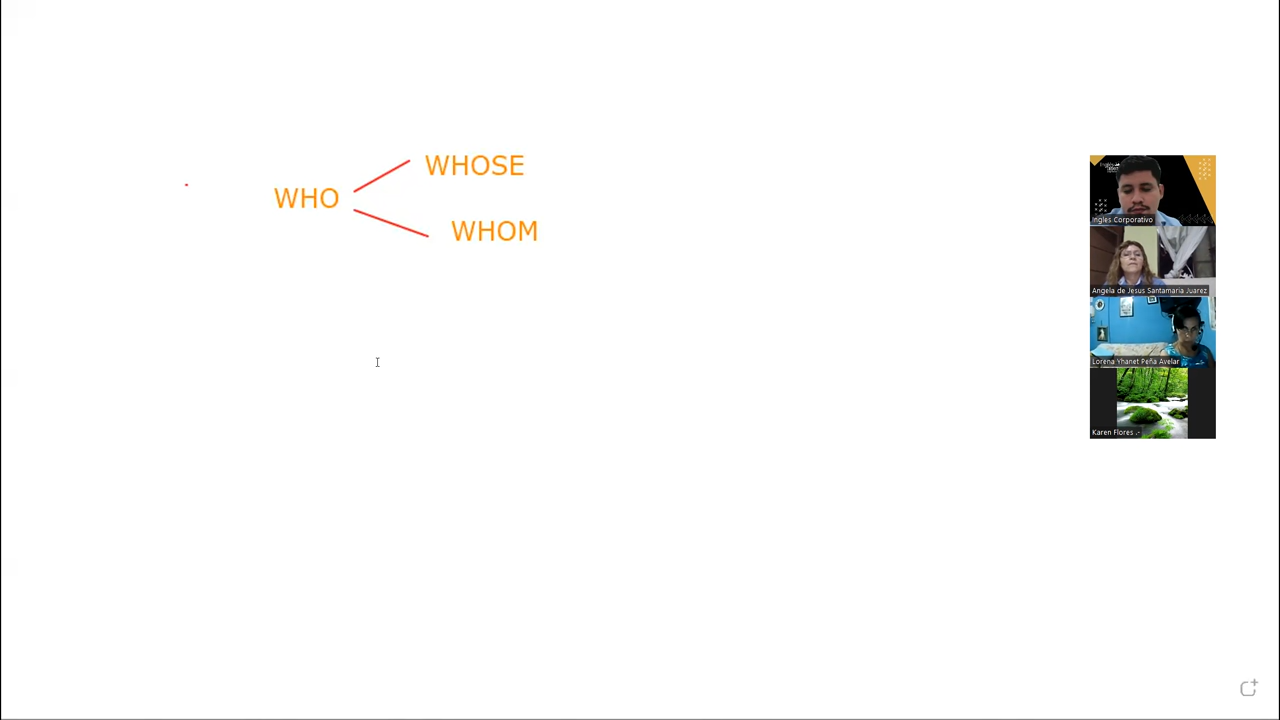 WHOSE
WHO
WHOM
Ingles Corporativo
Angela de Jesus Santamaria Juarez
Lorena Yhanet Peña Avelar
Karen Flores .-